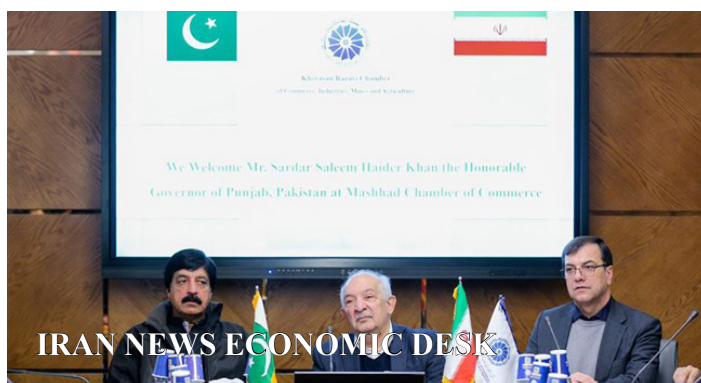 Khorasan Razavi Chamber
of Commerce, Industries, Mines and Agriculture
We Welcome Mr. Sardar Saleem Haider Khan the Honorable
Governor of Punjab, Pakistan at Mashhad Chamber of Commerce
IRAN NEWS ECONOMIC DESK